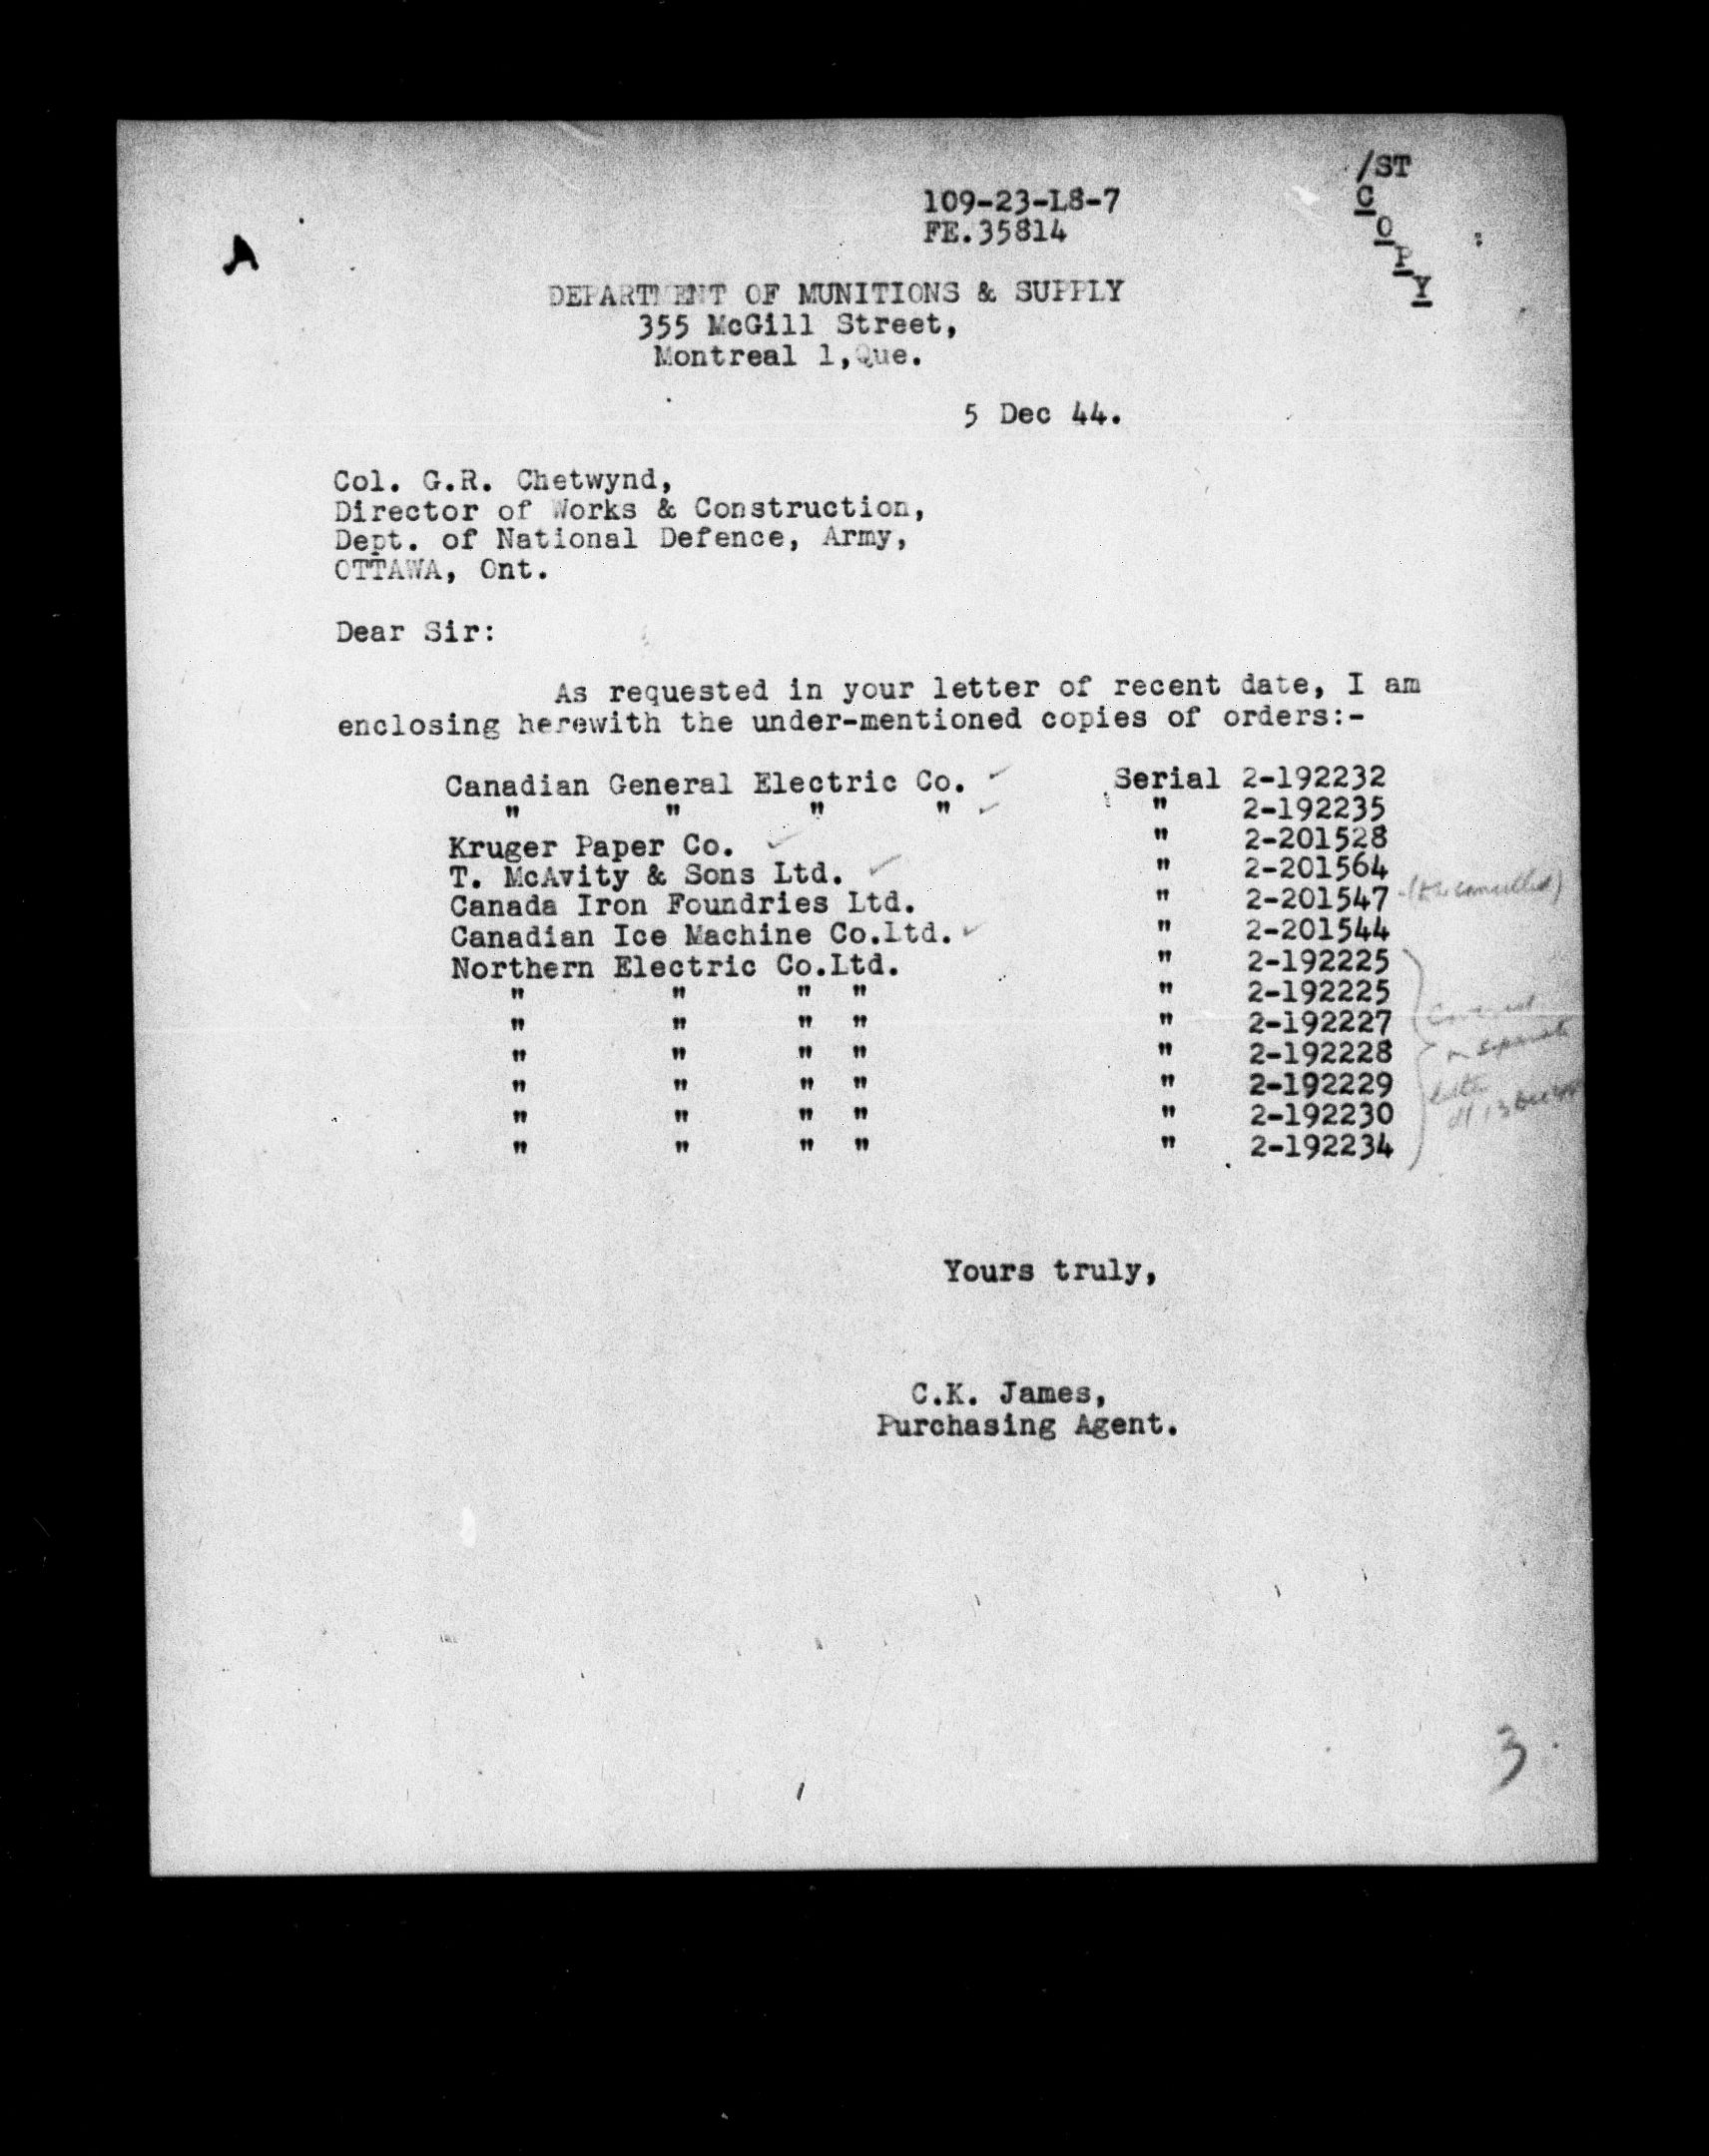 /ST
COPY
109-23-L8-7
FE.35814
A
DEPARTMENT OF MUNITIONS & SUPPLY
355 McGill Street,
Montreal 1,Que.
5 Dec 44.
Col. G.R. Chetwynd,
Director of Works & Construction,
Dept. of National Defence, Army,
OTTAWA, Ont.
Dear Sir:
As requested in your letter of recent date, I am
enclosing herewith the under-mentioned copies of orders:-
Canadian General Electric Co. ✓ Serial 2-192232
" " " " ✓ " 2-192235
Kruger Paper Co. ✓ " 2-201528
T. McAvity & Sons Ltd. ✓ " 2-201564
Canada Iron Foundries Ltd. " 2-201547 cancelled)
Canadian Ice Machine Co.ltd. ✓ " 2-201544
Northern Electric Co.Ltd. " 2-192225
" " " " " 2-192225
" " " " " 2-192227
" " " " " 2-192228
" " " " " 2-192229
" " " " " 2-192230
" " " " " 2-192234
separate
Yours truly,
C.K. James,
Purchasing Agent.
3